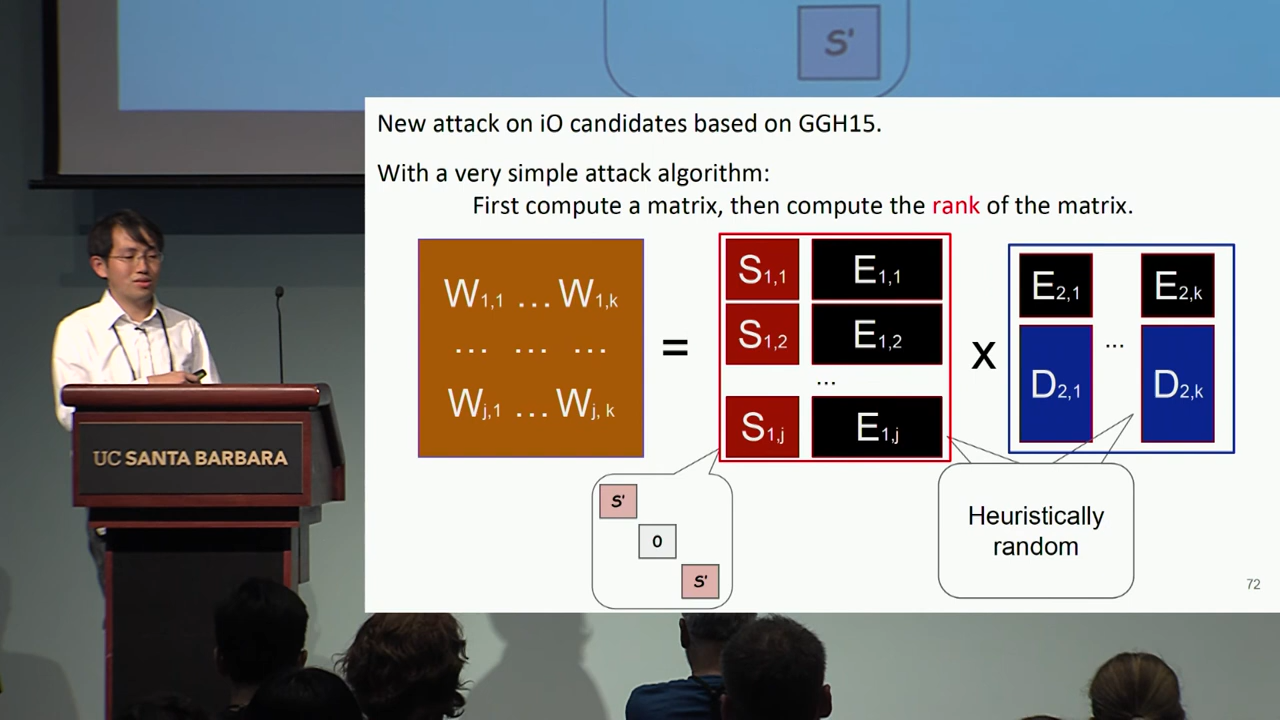 S'
New attack on iO candidates based on GGH15.
With a very simple attack algorithm:
First compute a matrix, then compute the rank of the matrix.
W1,1 ... W1,k
... ... ...
Wj,1 ... Wj,k
=
S1,1 E1,1
S1,2 E1,2
...
S1,j E1,j
x
E2,1 ... E2,k
D2,1 D2,k
S'
0
S'
Heuristically
random
72
UC SANTA BARBARA